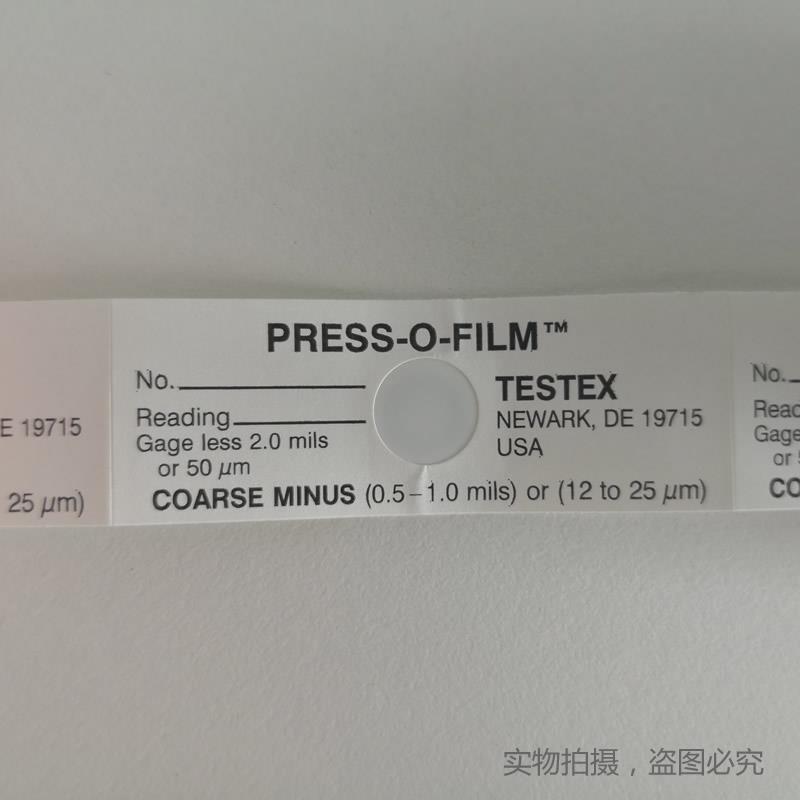 PRESS-O-FILM™
No.
Reading
Gage less 2.0 mils
or 50 µm
TESTEX
NEWARK, DE 19715
USA
COARSE MINUS (0.5–1.0 mils) or (12 to 25 µm)
E 19715
25 µm)
No.
Gage
or
CO
实物拍摄，盗图必究